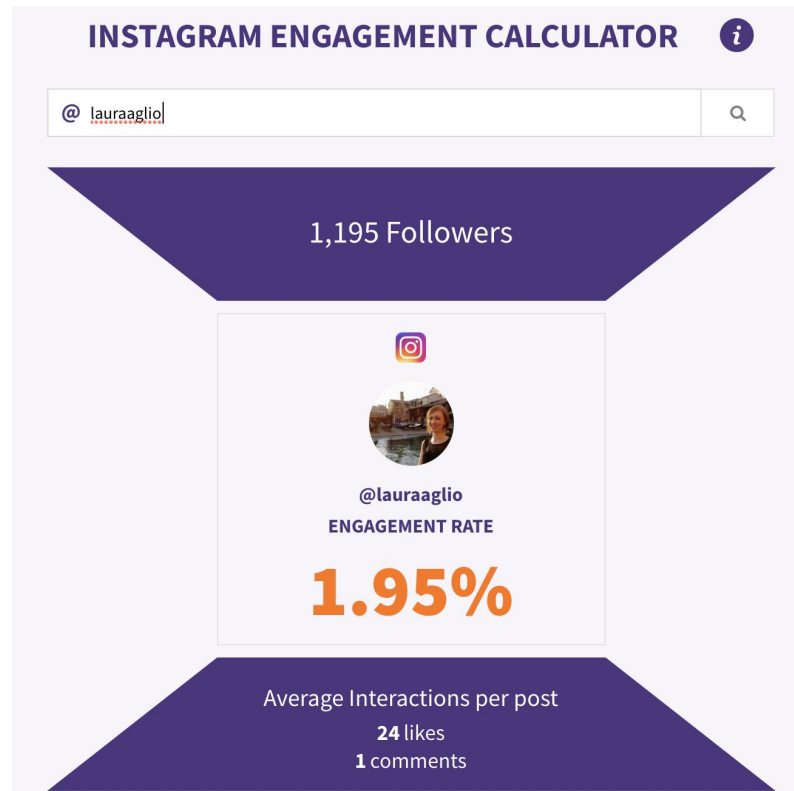 INSTAGRAM ENGAGEMENT CALCULATOR i
@ lauraaglio
1,195 Followers
@lauraaglio
ENGAGEMENT RATE
1.95%
Average Interactions per post
24 likes
1 comments